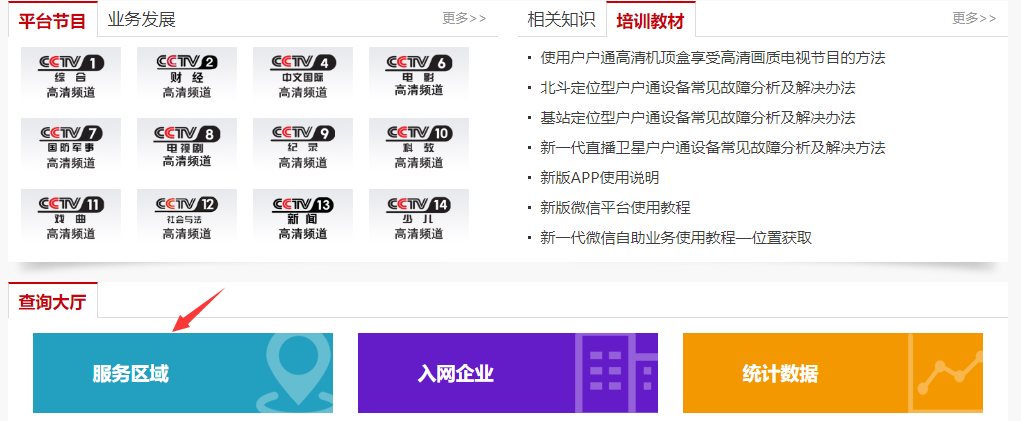 平台节目 业务发展 更多>>
CCTV 1 综合 高清频道
CCTV 2 财经 高清频道
CCTV 4 中文国际 高清频道
CCTV 6 电影 高清频道
CCTV 7 国防军事 高清频道
CCTV 8 电视剧 高清频道
CCTV 9 纪录 高清频道
CCTV 10 科教 高清频道
CCTV 11 戏曲 高清频道
CCTV 12 社会与法 高清频道
CCTV 13 新闻 高清频道
CCTV 14 少儿 高清频道
相关知识 培训教材 更多>>
使用户户通高清机顶盒享受高清画质电视节目的方法
北斗定位型户户通设备常见故障分析及解决办法
基站定位型户户通设备常见故障分析及解决办法
新一代直播卫星户户通设备常见故障分析及解决方法
新版APP使用说明
新版微信平台使用教程
新一代微信自助业务使用教程—位置获取
查询大厅
服务区域
入网企业
统计数据